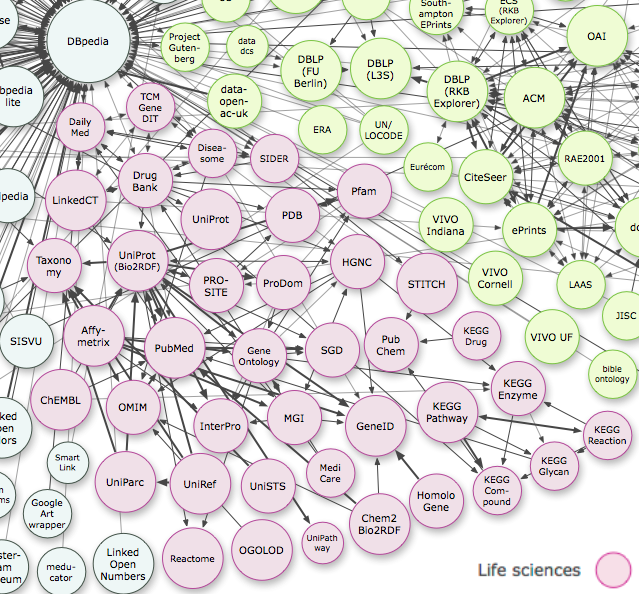 se
DBpedia
bpedia
lite
Project
Guten-
berg
data
dcs
South-
ampton
EPrints
ECS
(RKB
Explorer)
OAI
DBLP
(FU
Berlin)
DBLP
(L3S)
DBLP
(RKB
Explorer)
ACM
data-
open-
ac-uk
ERA
UN/
LOCODE
TCM
Gene
DIT
Daily
Med
Disea-
some
SIDER
Eurécom
CiteSeer
RAE2001
lpedia
LinkedCT
Drug
Bank
UniProt
PDB
Pfam
VIVO
Indiana
ePrints
dc
Taxono
my
UniProt
(Bio2RDF)
PRO-
SITE
ProDom
HGNC
STITCH
VIVO
Cornell
LAAS
JISC
SISVU
Affy-
metrix
PubMed
Gene
Ontology
SGD
Pub
Chem
KEGG
Drug
VIVO UF
bible
ontology
ChEMBL
OMIM
InterPro
MGI
GeneID
KEGG
Pathway
KEGG
Enzyme
KEGG
Reaction
ked
pen
ors
Smart
Link
UniParc
UniRef
UniSTS
Medi
Care
Homolo
Gene
KEGG
Com-
pound
KEGG
Glycan
Google
Art
wrapper
Chem2
Bio2RDF
ster-
am
eum
medu-
cator
Linked
Open
Numbers
Reactome
OGOLOD
UniPath
way
Life sciences